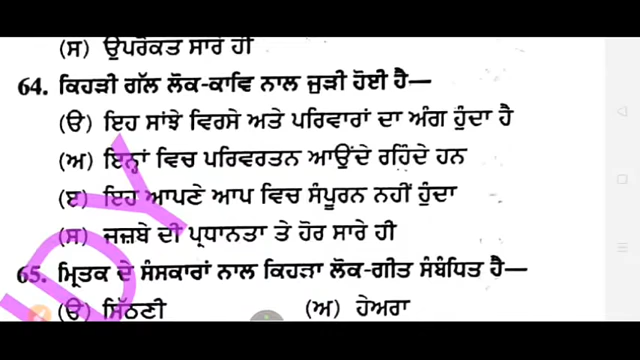 (ਸ) ਉਪਰੋਕਤ ਸਾਰੇ ਹੀ
64. ਕਿਹੜੀ ਗੱਲ ਲੋਕ-ਕਾਵਿ ਨਾਲ ਜੁੜੀ ਹੋਈ ਹੈ—
(ੳ) ਇਹ ਸਾਂਝੇ ਵਿਰਸੇ ਅਤੇ ਪਰਿਵਾਰਾਂ ਦਾ ਅੰਗ ਹੁੰਦਾ ਹੈ
(ਅ) ਇਨ੍ਹਾਂ ਵਿਚ ਪਰਿਵਰਤਨ ਆਉਂਦੇ ਰਹਿੰਦੇ ਹਨ
(ੲ) ਇਹ ਆਪਣੇ ਆਪ ਵਿਚ ਸੰਪੂਰਨ ਨਹੀਂ ਹੁੰਦਾ
(ਸ) ਜਜ਼ਬੇ ਦੀ ਪ੍ਰਧਾਨਤਾ ਤੇ ਹੋਰ ਸਾਰੇ ਹੀ
65. ਮ੍ਰਿਤਕ ਦੇ ਸੰਸਕਾਰਾਂ ਨਾਲ ਕਿਹੜਾ ਲੋਕ-ਗੀਤ ਸੰਬੰਧਿਤ ਹੈ—
(ੳ) ਸਿੱਠਣੀ (ਅ) ਹੇਅਰਾ